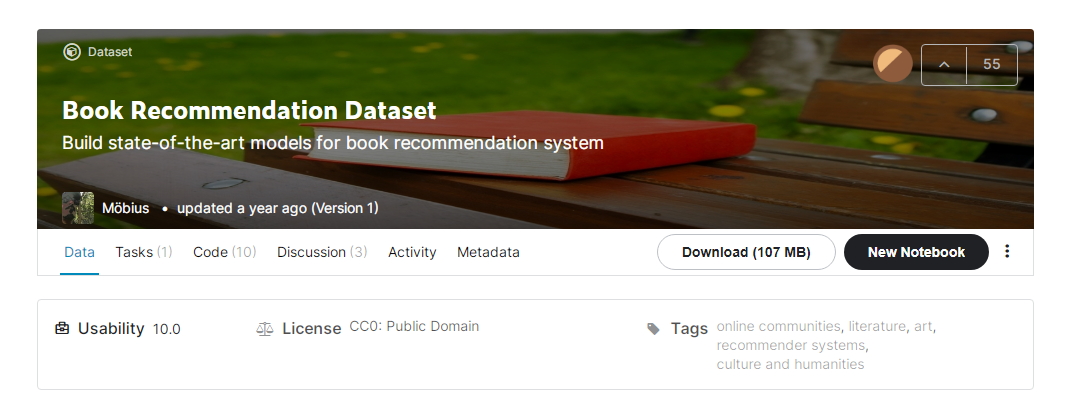 Dataset
55
Book Recommendation Dataset
Build state-of-the-art models for book recommendation system
Möbius • updated a year ago (Version 1)
Data Tasks (1) Code (10) Discussion (3) Activity Metadata Download (107 MB) New Notebook
Usability 10.0 License CC0: Public Domain Tags online communities, literature, art,
recommender systems,
culture and humanities